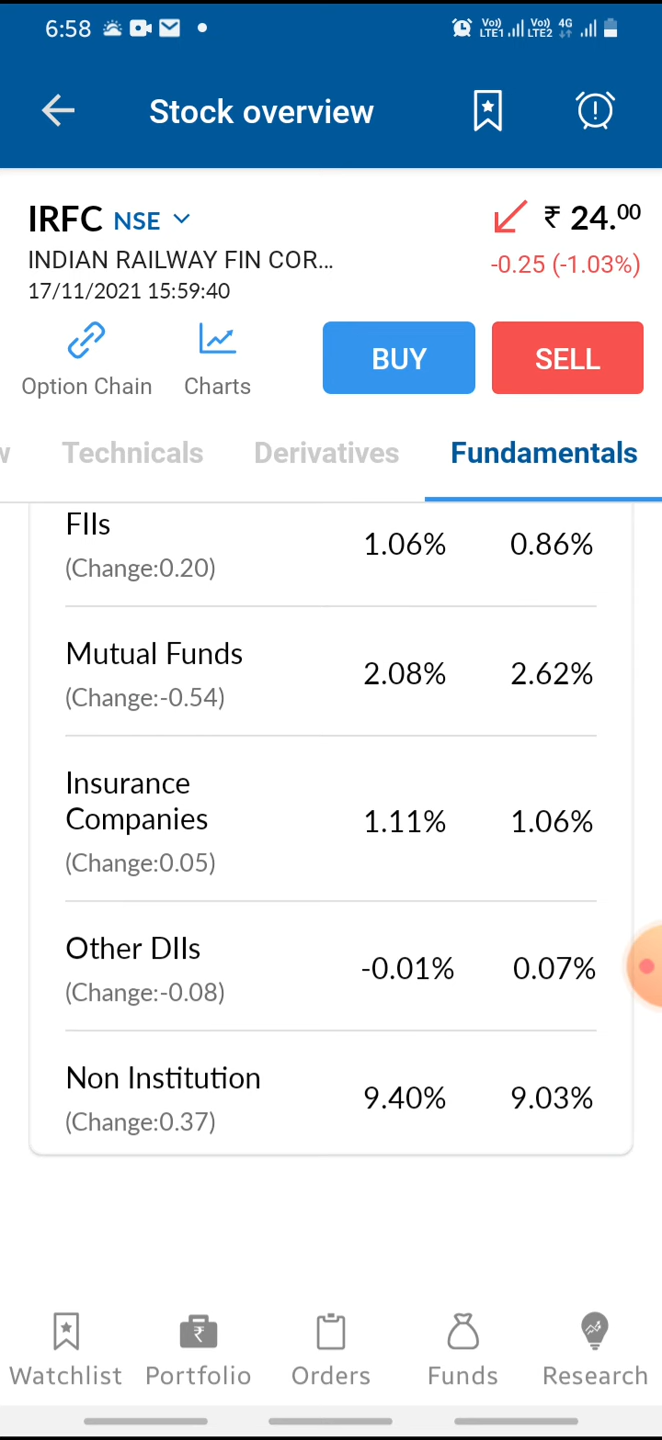 6:58
Vo)) LTE1 Vo)) LTE2 4G
Stock overview
IRFC NSE
₹ 24.00
INDIAN RAILWAY FIN COR...
-0.25 (-1.03%)
17/11/2021 15:59:40
Option Chain
Charts
BUY
SELL
w
Technicals
Derivatives
Fundamentals
FIIs
1.06% 0.86%
(Change:0.20)
Mutual Funds
2.08% 2.62%
(Change:-0.54)
Insurance
Companies
1.11% 1.06%
(Change:0.05)
Other DIIs
-0.01% 0.07%
(Change:-0.08)
Non Institution
9.40% 9.03%
(Change:0.37)
Watchlist
Portfolio
Orders
Funds
Research